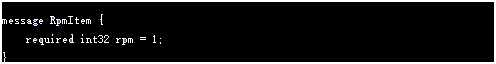 message RpmItem {
    required int32 rpm = 1;
}